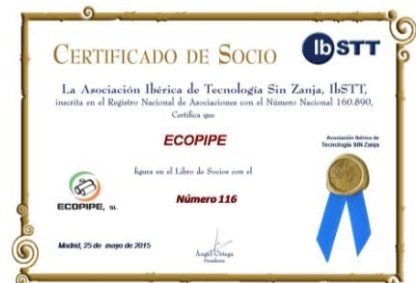 CERTIFICADO DE SOCIO
IbSTT
La Asociación Ibérica de Tecnología Sin Zanja, IbSTT,
inscrita en el Registro Nacional de Asociaciones con el Número Nacional 160.890,
Certifica que
ECOPIPE
Asociación Ibérica de
Tecnología SIN Zanja
figura en el Libro de Socios con el
ECOPIPE, SL
Número 116
Madrid, 25 de mayo de 2015
Ángel Ortega
Presidente